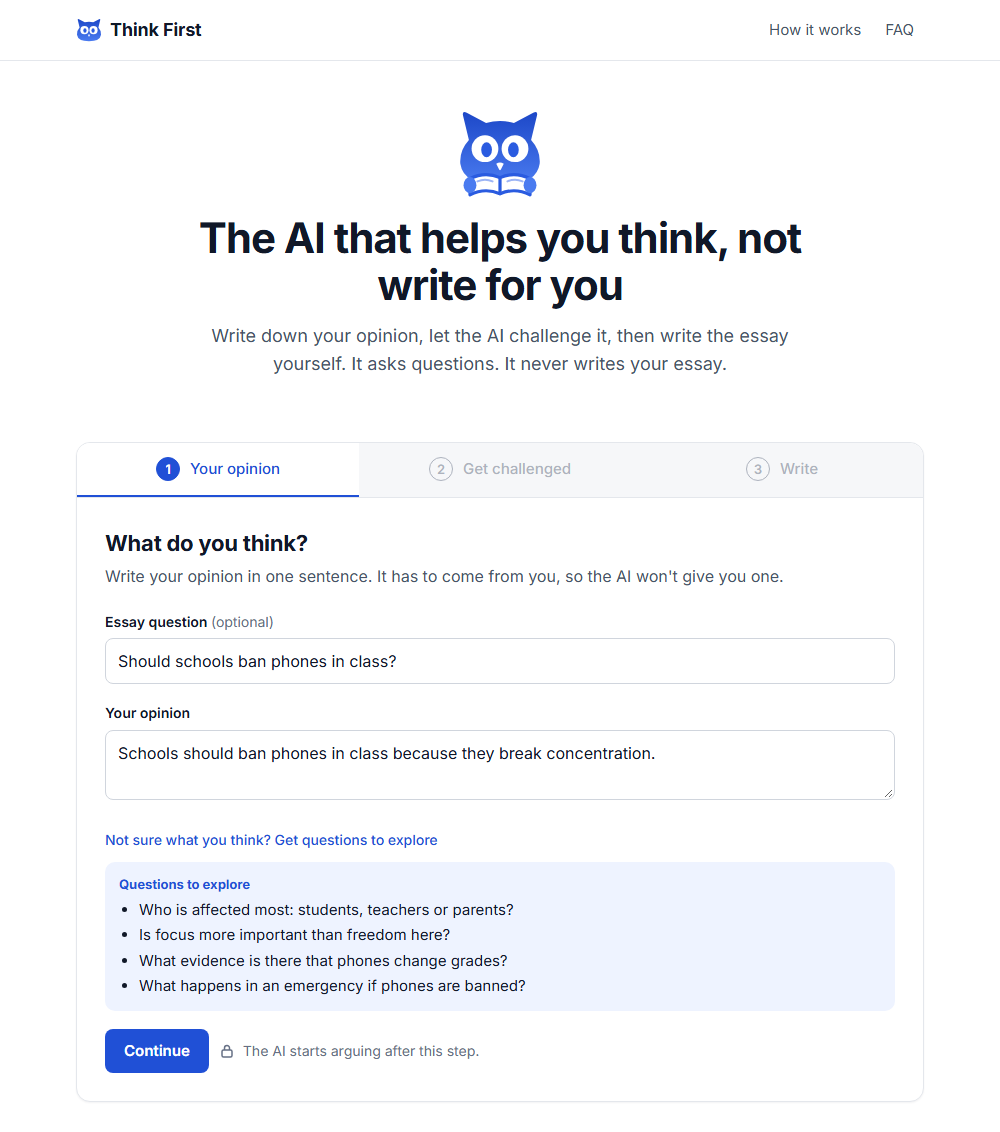 Think First
How it works
FAQ
The AI that helps you think, not
write for you
Write down your opinion, let the AI challenge it, then write the essay
yourself. It asks questions. It never writes your essay.
1 Your opinion
2 Get challenged
3 Write
What do you think?
Write your opinion in one sentence. It has to come from you, so the AI won't give you one.
Essay question (optional)
Should schools ban phones in class?
Your opinion
Schools should ban phones in class because they break concentration.
Not sure what you think? Get questions to explore
Questions to explore
• Who is affected most: students, teachers or parents?
• Is focus more important than freedom here?
• What evidence is there that phones change grades?
• What happens in an emergency if phones are banned?
Continue
The AI starts arguing after this step.